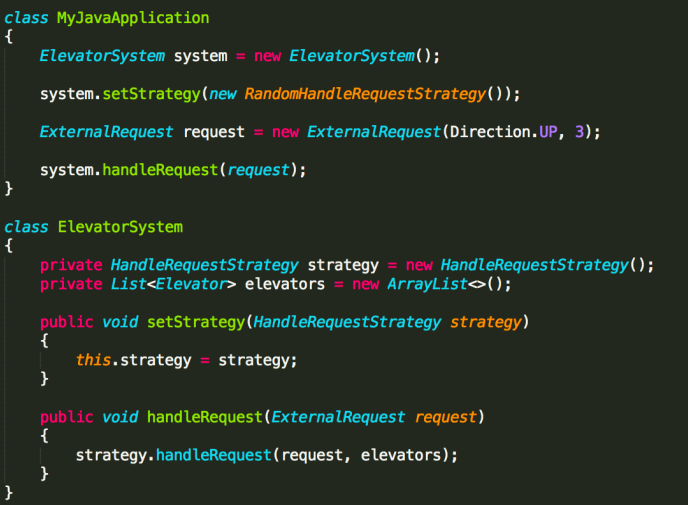 class MyJavaApplication
{
    ElevatorSystem system = new ElevatorSystem();
    system.setStrategy(new RandomHandleRequestStrategy());
    ExternalRequest request = new ExternalRequest(Direction.UP, 3);
    system.handleRequest(request);
}
class ElevatorSystem
{
    private HandleRequestStrategy strategy = new HandleRequestStrategy();
    private List<Elevator> elevators = new ArrayList<>();
    public void setStrategy(HandleRequestStrategy strategy)
    {
        this.strategy = strategy;
    }
    public void handleRequest(ExternalRequest request)
    {
        strategy.handleRequest(request, elevators);
    }
}